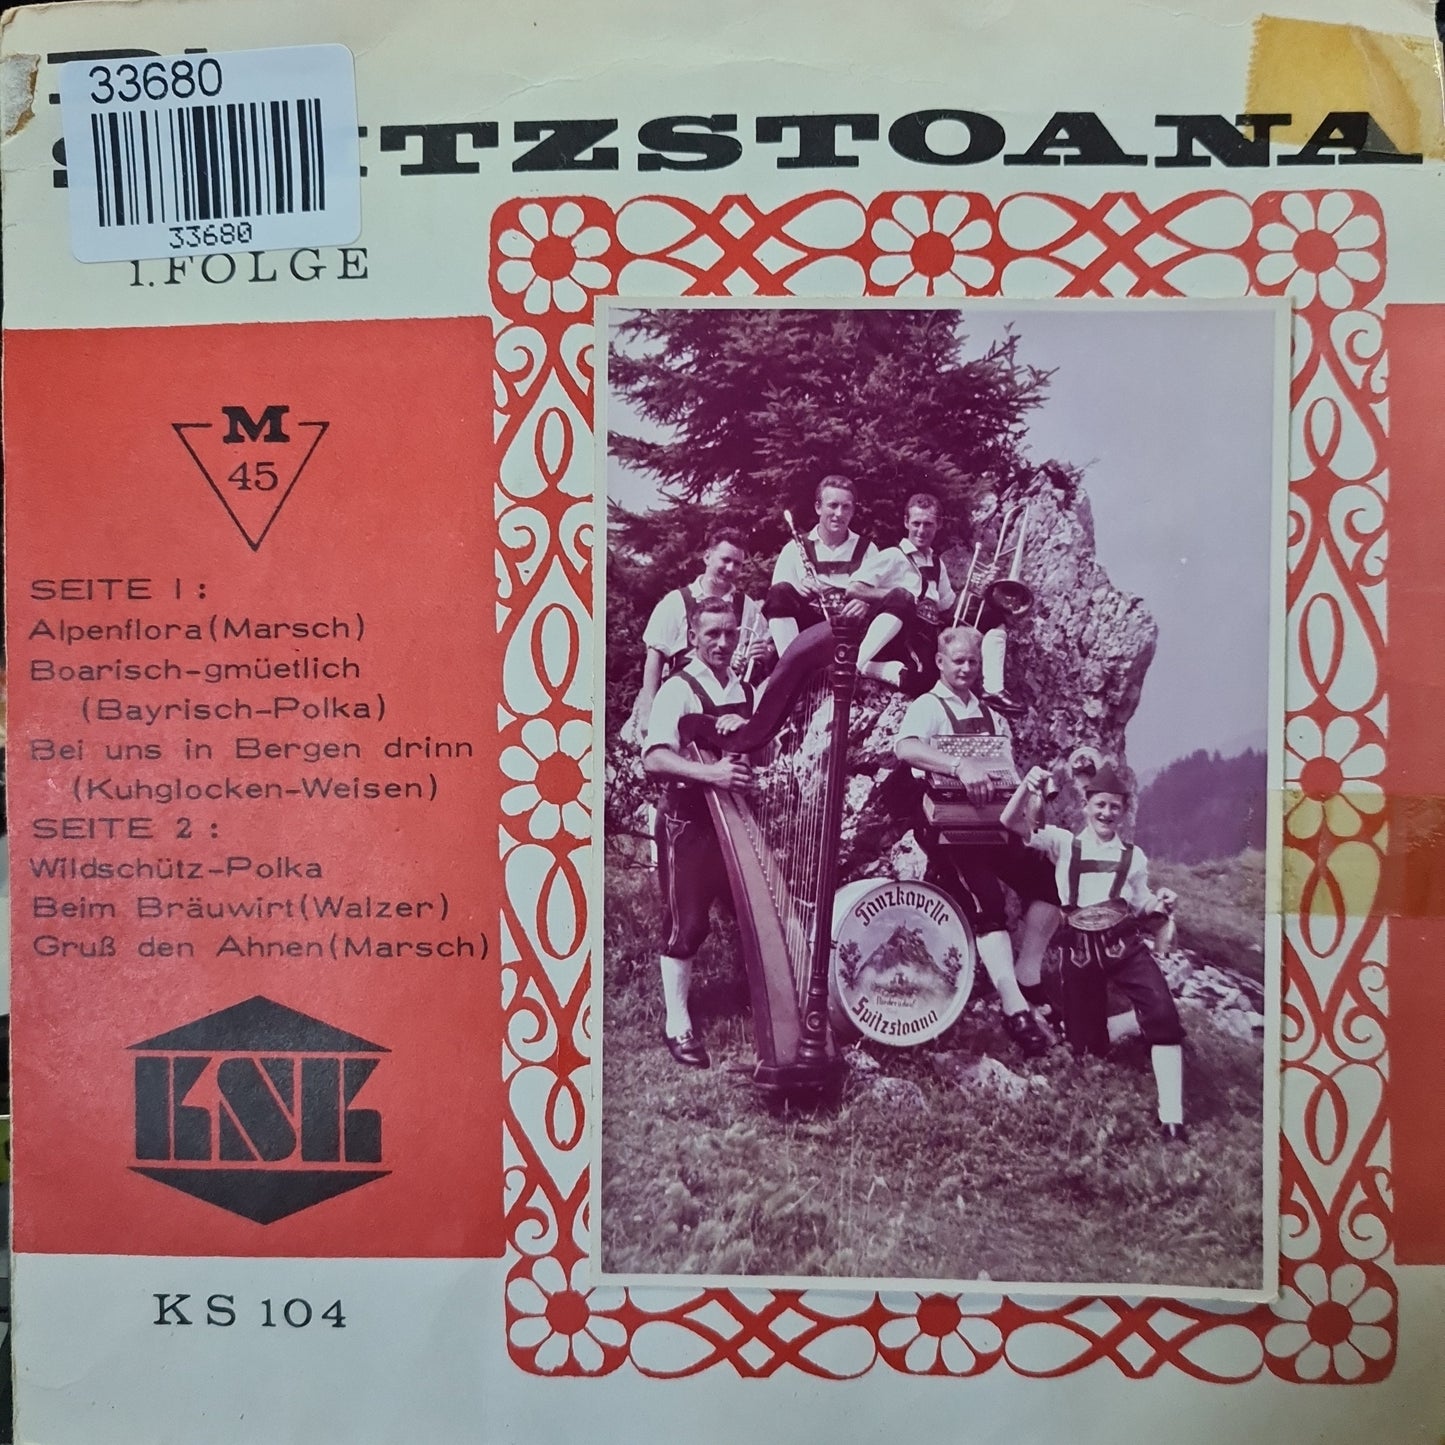 33680
33680
TZSTOANA
1. FOLGE
M
45
SEITE 1:
Alpenflora (Marsch)
Boarisch-gmüetlich
(Bayrisch-Polka)
Bei uns in Bergen drinn
(Kuhglocken-Weisen)
SEITE 2:
Wildschütz-Polka
Beim Bräuwirt (Walzer)
Gruß den Ahnen (Marsch)
KSK
KS 104
Tanzkapelle
Spitzstoana